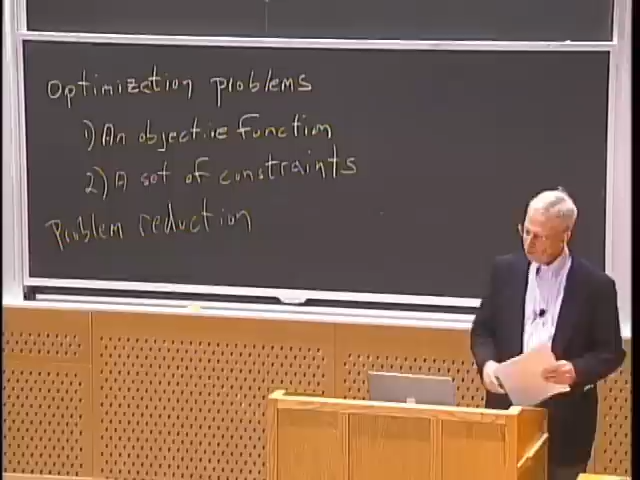 Optimization problems
1) An objective function
2) A set of constraints
Problem reduction